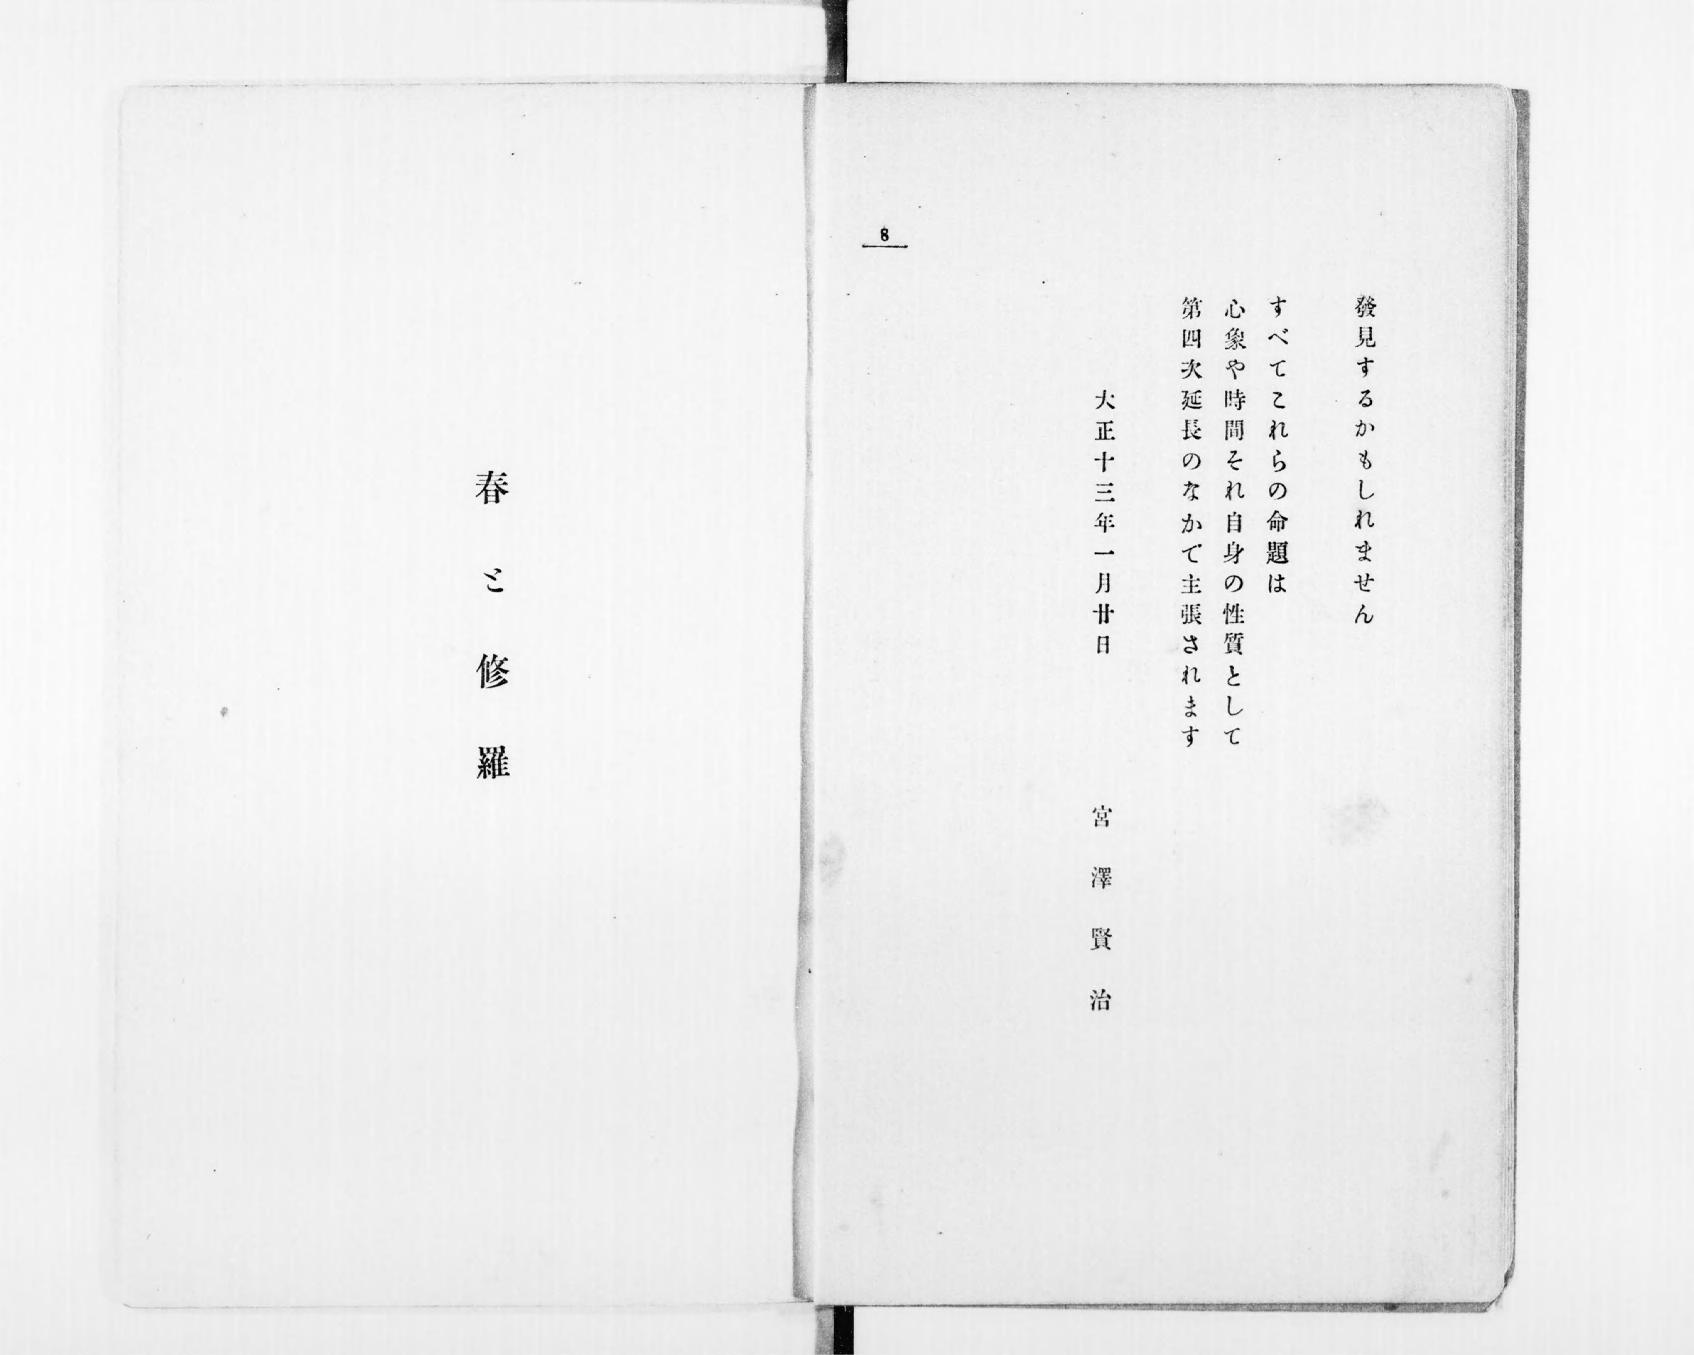 8
發見するかもしれません
すべてこれらの命題は
心象や時間それ自身の性質として
第四次延長のなかで主張されます
大正十三年一月廿日　宮澤賢治
春と修羅